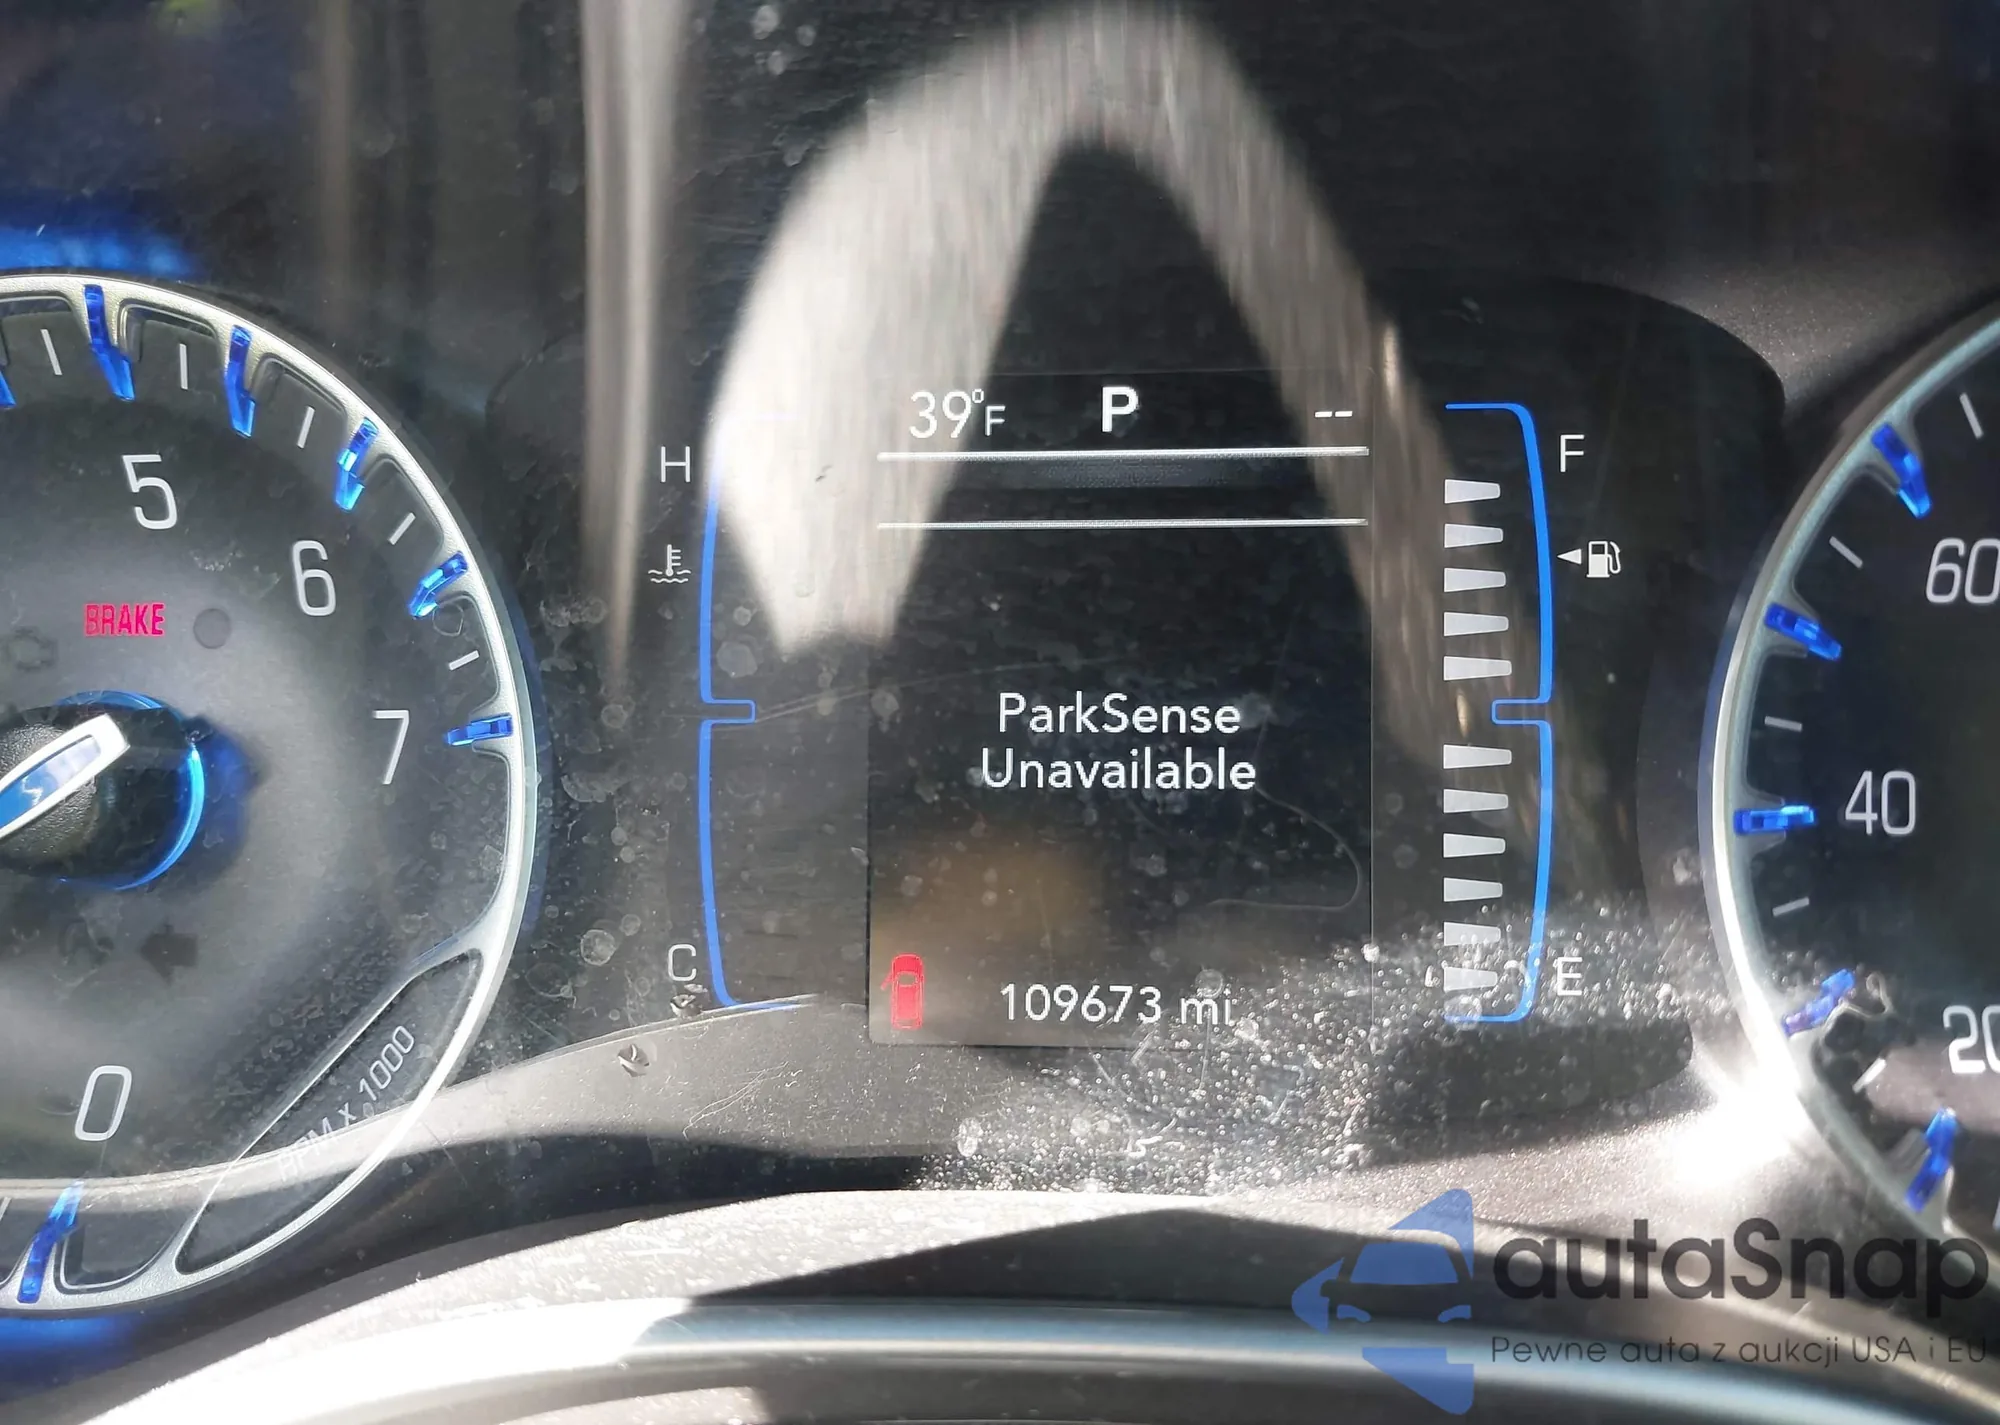 39°F P --
H
F
5
6
BRAKE
7
60
ParkSense
Unavailable
40
C
E
109673 mi
20
0
RPM x 1000
autaSnap
Pewne auta z aukcji USA i EU